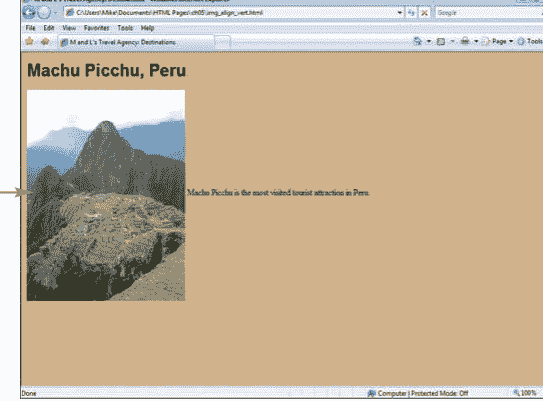 C:\Users\Mike\Documents\HTML Pages\ch05\img_align_vert.html
Google
File Edit View Favorites Tools Help
M and L's Travel Agency: Destinations
Page
Tools
Machu Picchu, Peru
Machu Picchu is the most visited tourist attraction in Peru.
Done
Computer | Protected Mode: Off
100%